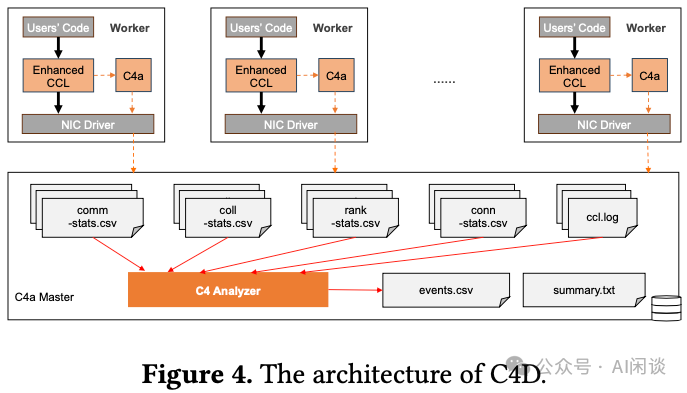 Users' Code
Worker
Enhanced
CCL
C4a
NIC Driver
Users' Code
Worker
Enhanced
CCL
C4a
NIC Driver
......
Users' Code
Worker
Enhanced
CCL
C4a
NIC Driver
comm
-stats.csv
coll
-stats.csv
rank
-stats.csv
conn
-stats.csv
ccl.log
C4a Master
C4 Analyzer
events.csv
summary.txt
Figure 4. The architecture of C4D.
公众号 · AI闲谈